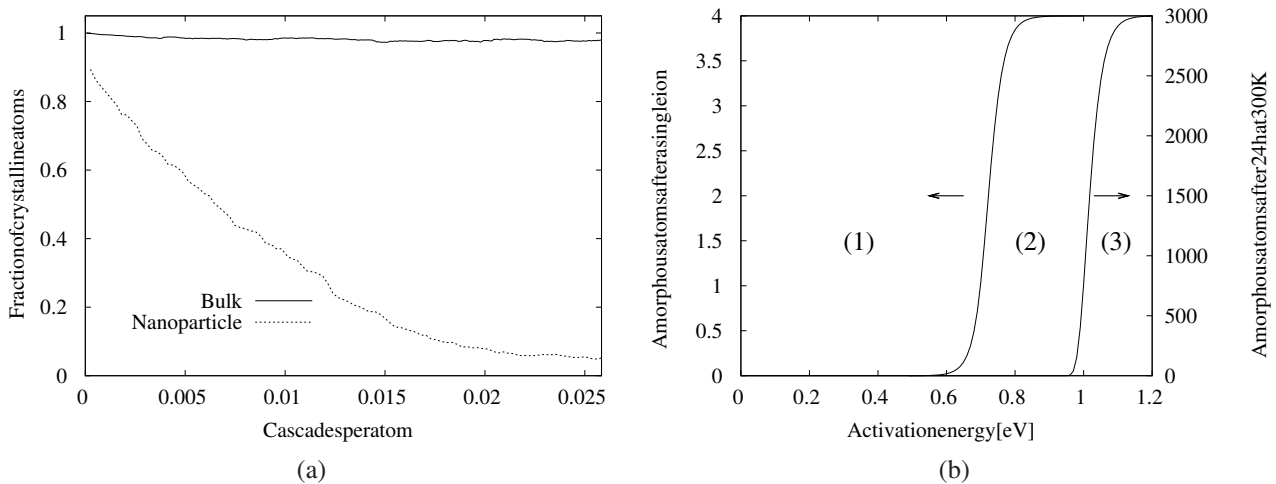 Fractionofcrystallineatoms
1
0.8
0.6
0.4
0.2
0
Bulk
Nanoparticle
0 0.005 0.01 0.015 0.02 0.025
Cascadesperatom
(a)
Amorphousatomsafterasingleion
4
3.5
3
2.5
2
1.5
1
0.5
0
(1)
(2)
(3)
3000
2500
2000
1500
1000
500
0
Amorphousatomsafter24hat300K
0 0.2 0.4 0.6 0.8 1 1.2
Activationenergy[eV]
(b)